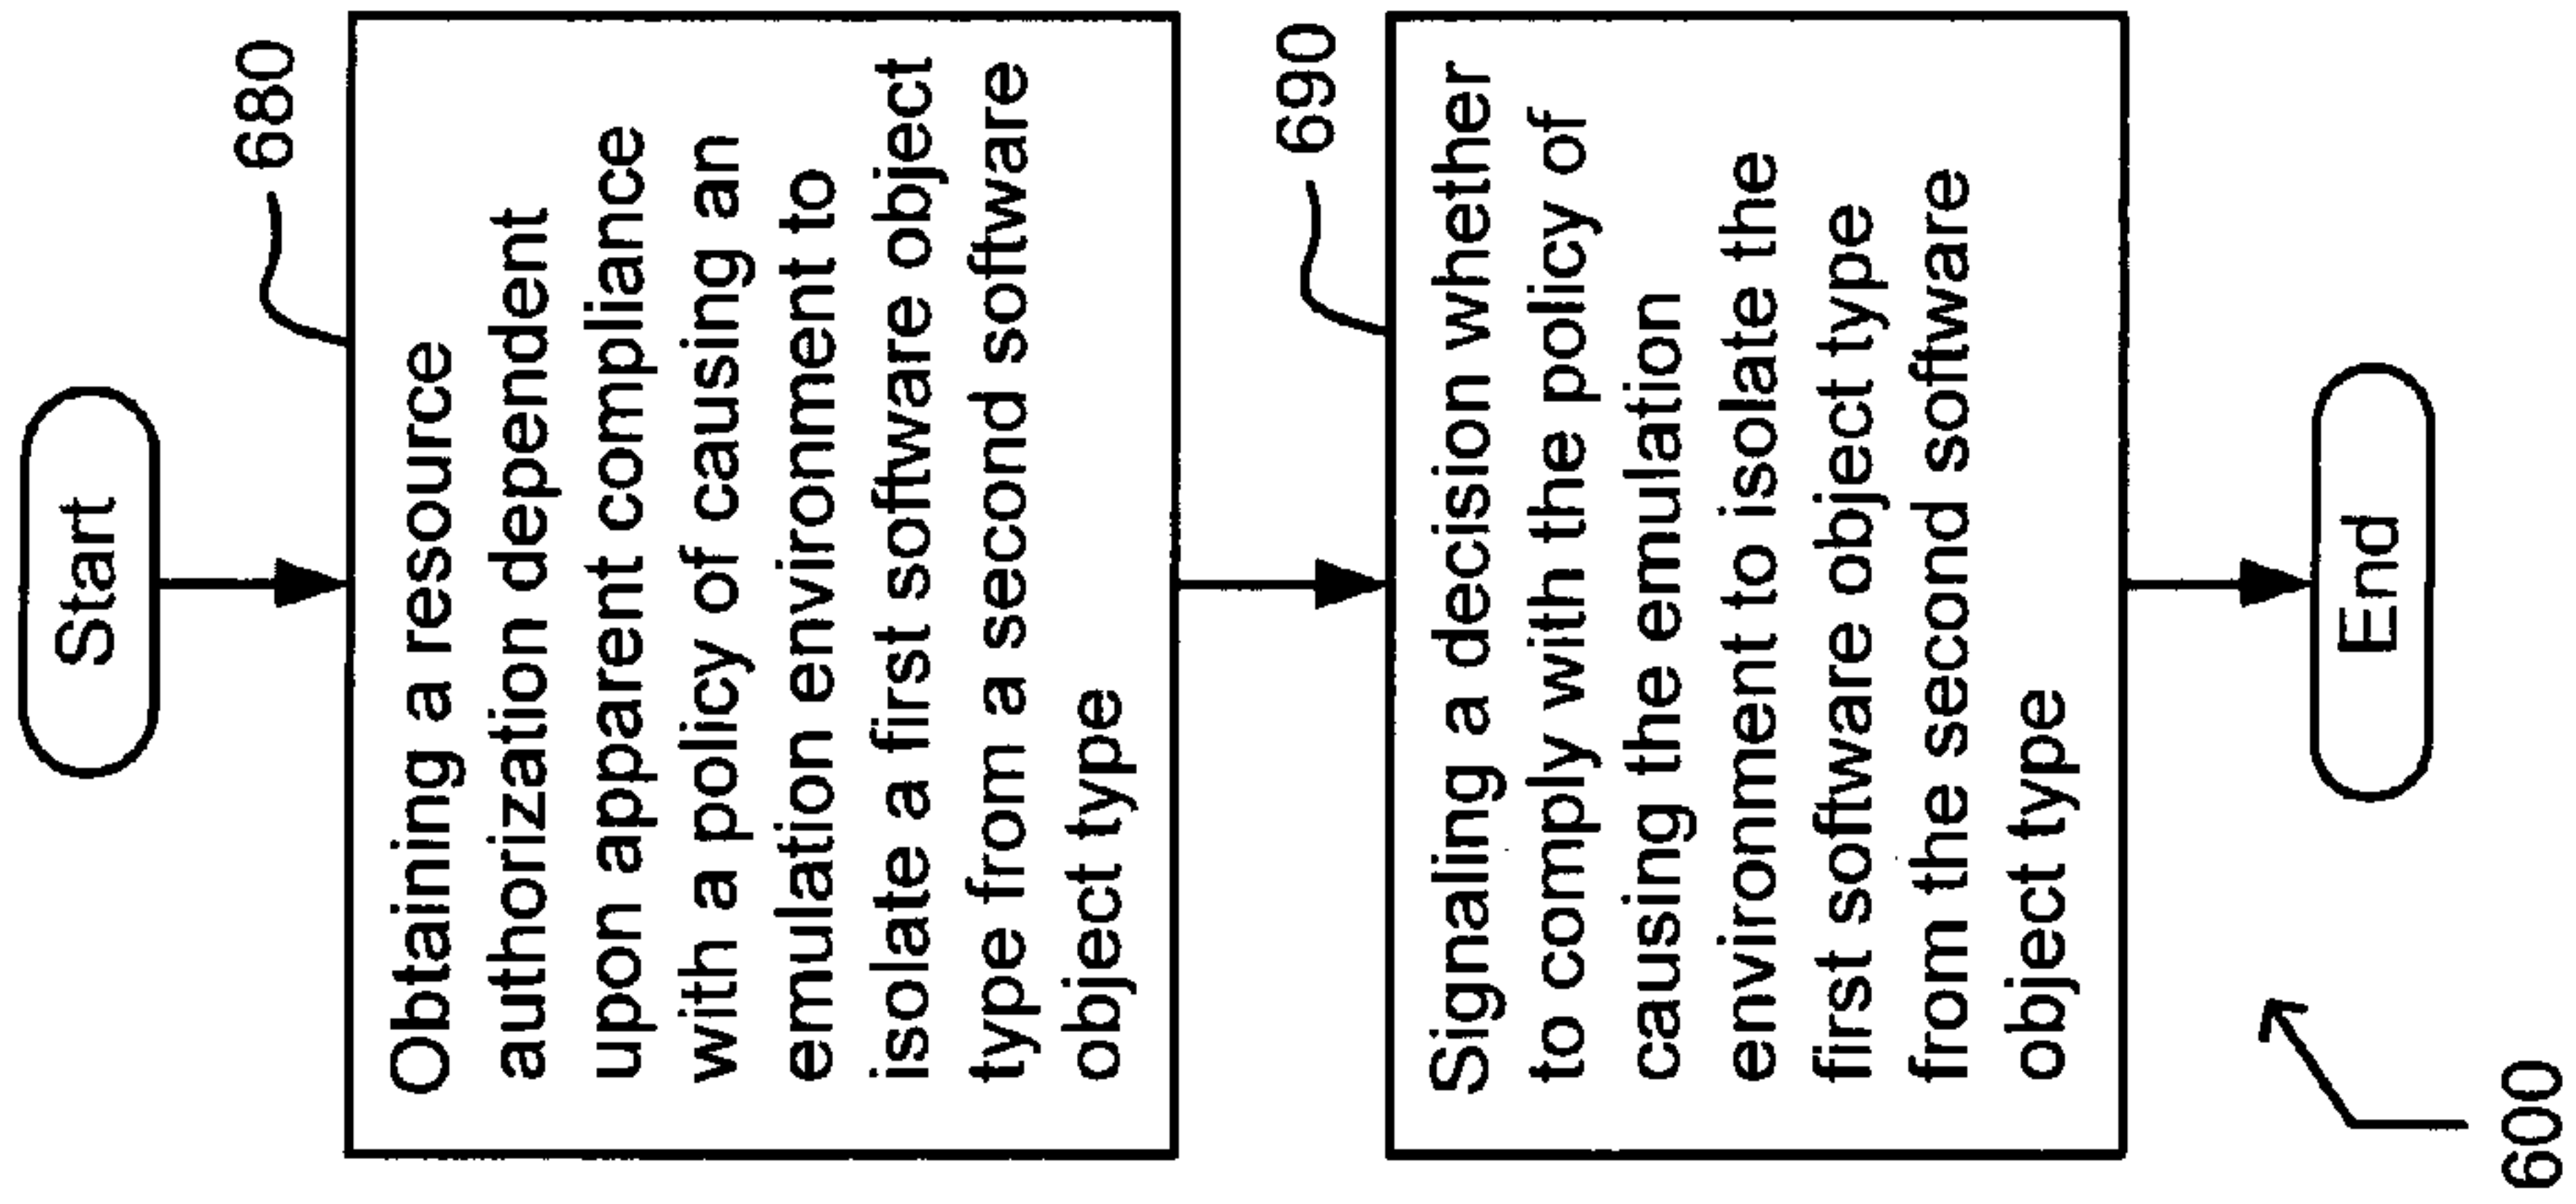 Start
680
Obtaining a resource
authorization dependent
upon apparent compliance
with a policy of causing an
emulation environment to
isolate a first software object
type from a second software
object type
690
Signaling a decision whether
to comply with the policy of
causing the emulation
environment to isolate the
first software object type
from the second software
object type
End
600